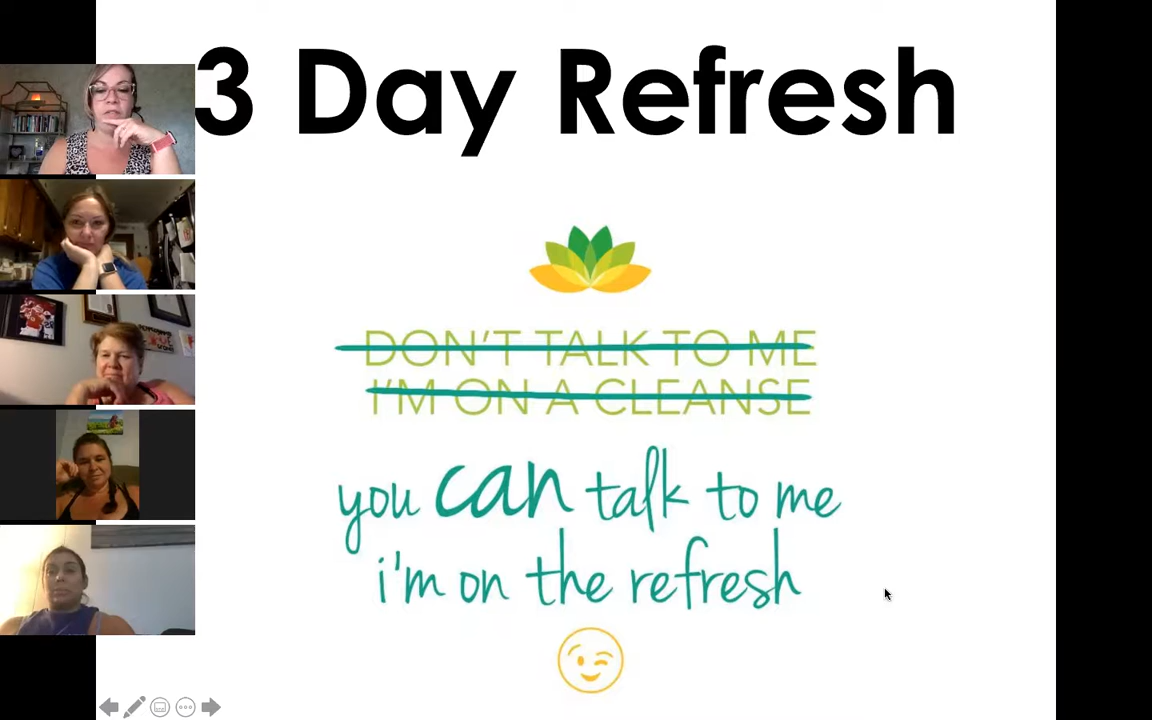 3 Day Refresh
DON'T TALK TO ME
I'M ON A CLEANSE
you can talk to me
i'm on the refresh